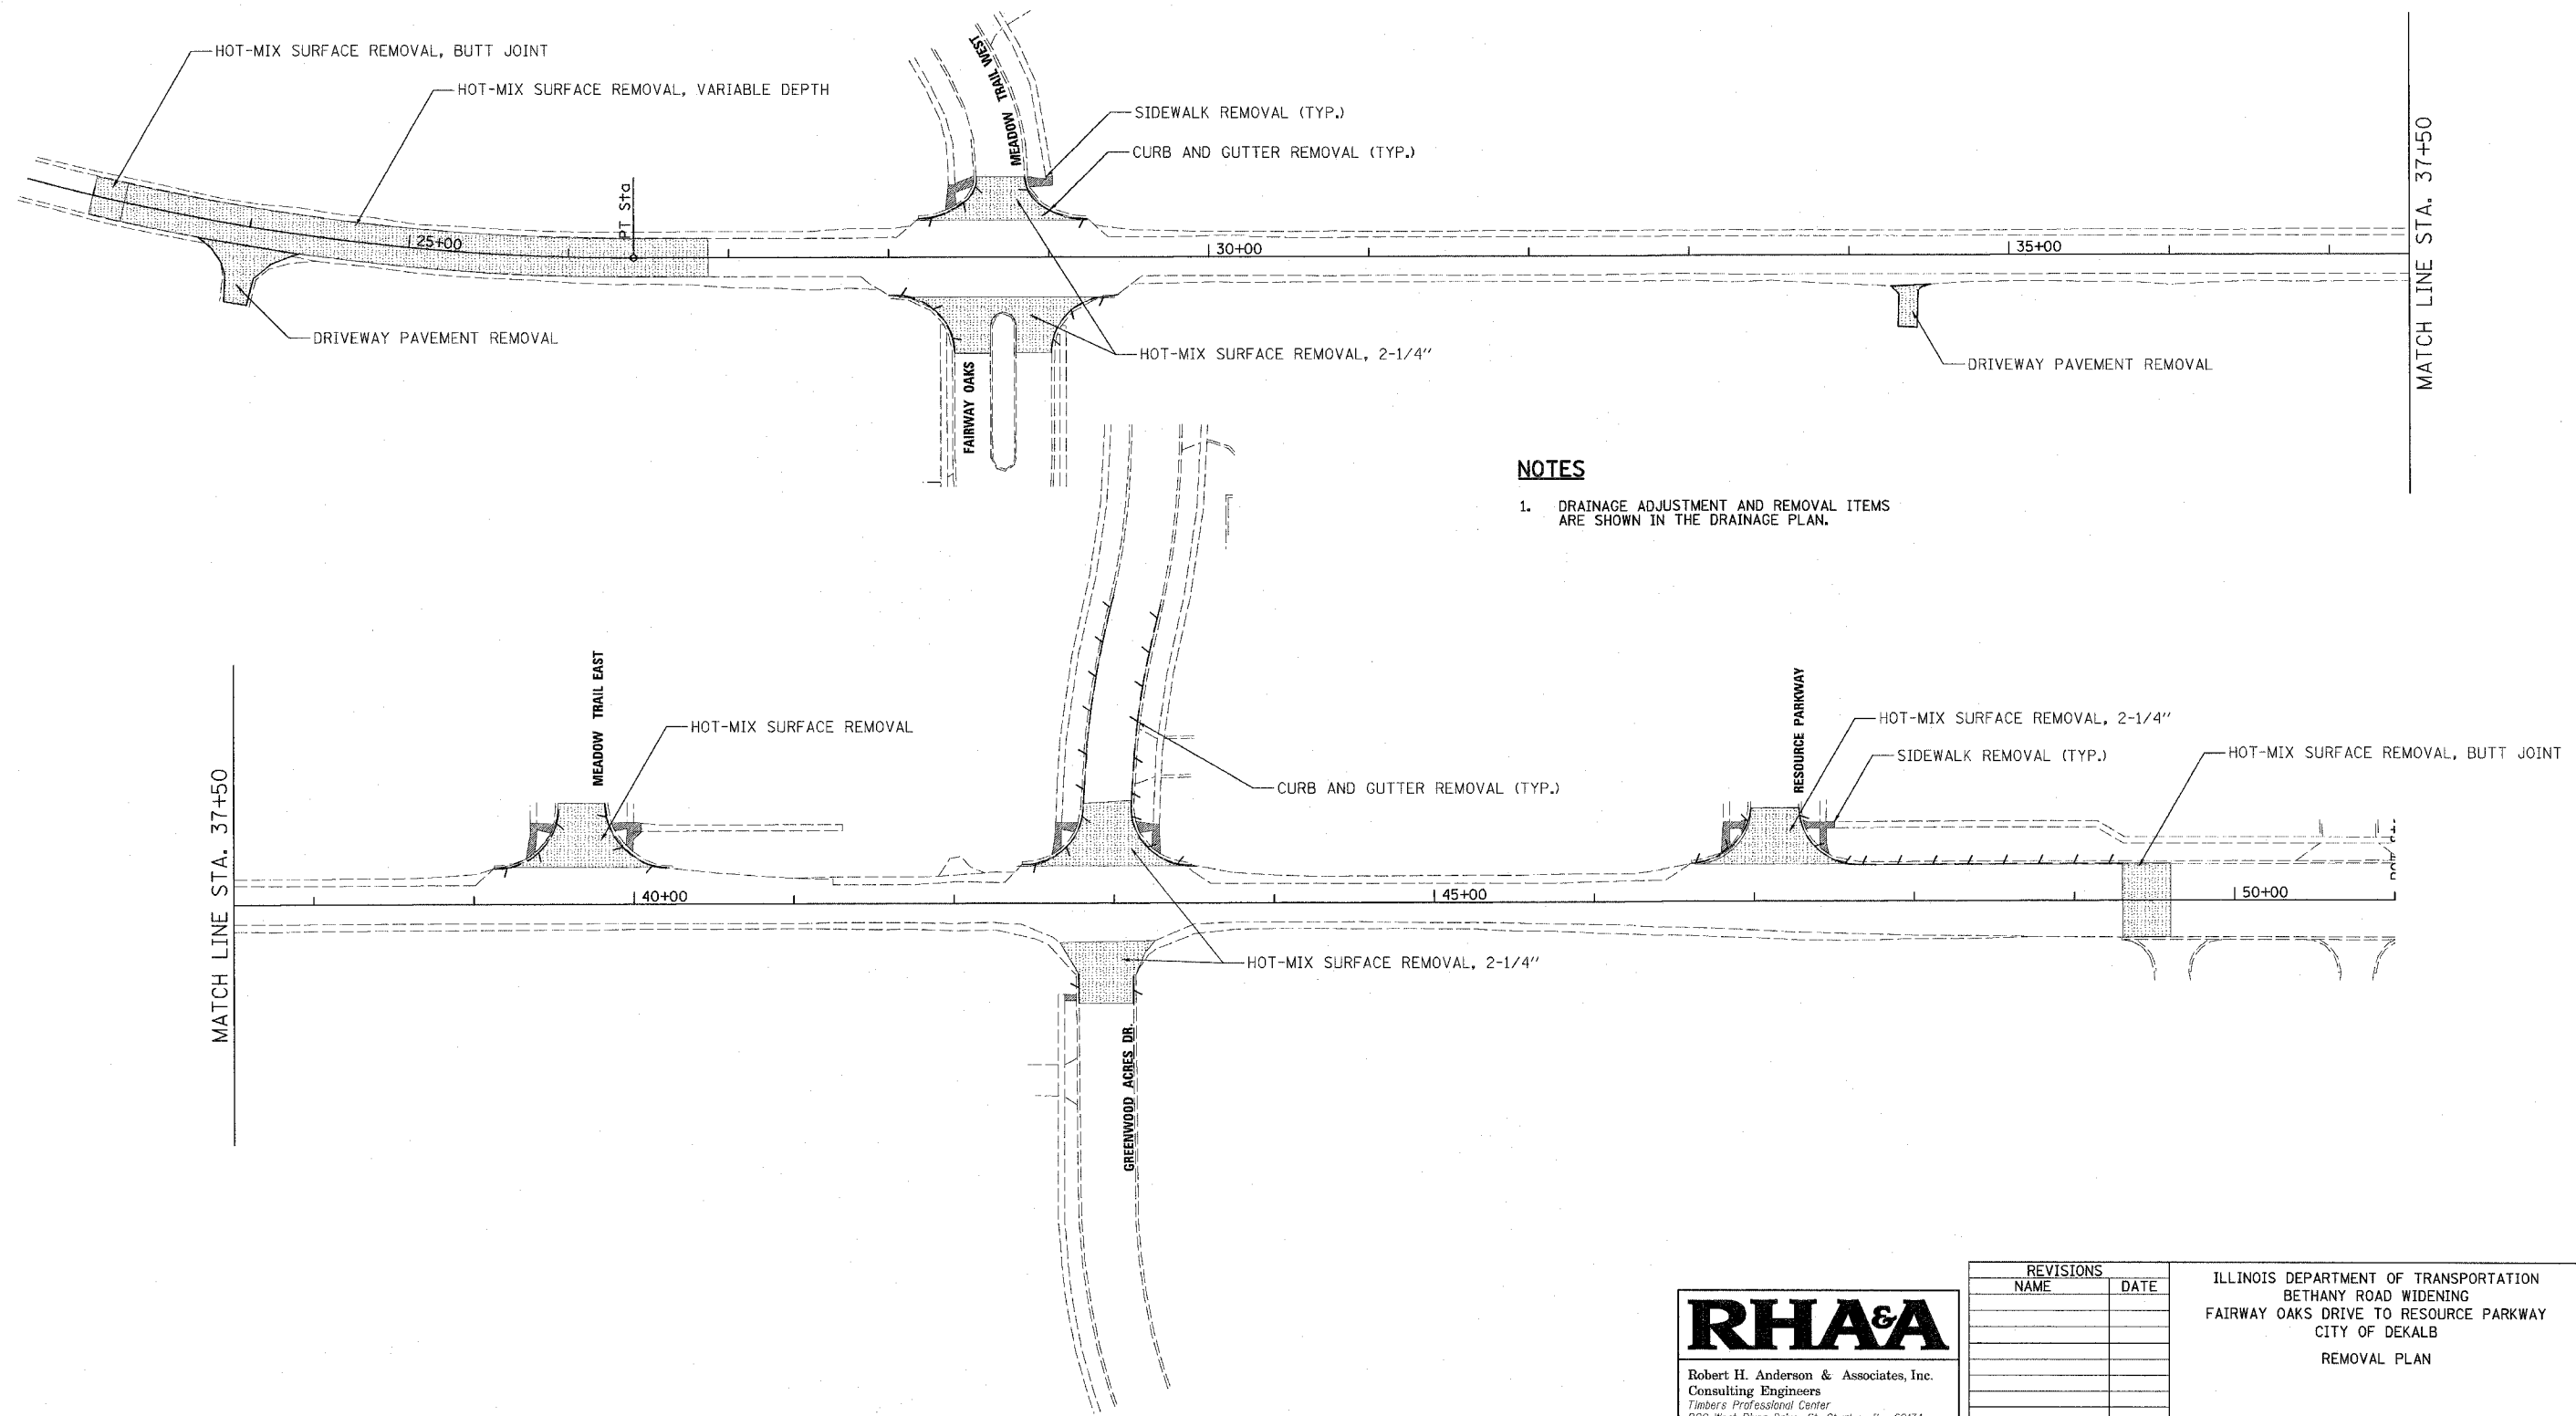 HOT-MIX SURFACE REMOVAL, BUTT JOINT
HOT-MIX SURFACE REMOVAL, VARIABLE DEPTH
MEADOW TRAIL WEST
SIDEWALK REMOVAL (TYP.)
CURB AND GUTTER REMOVAL (TYP.)
PT Sta
25+00
30+00
35+00
MATCH LINE STA. 37+50
DRIVEWAY PAVEMENT REMOVAL
HOT-MIX SURFACE REMOVAL, 2-1/4"
DRIVEWAY PAVEMENT REMOVAL
FAIRWAY OAKS
NOTES
1. DRAINAGE ADJUSTMENT AND REMOVAL ITEMS
ARE SHOWN IN THE DRAINAGE PLAN.
MATCH LINE STA. 37+50
MEADOW TRAIL EAST
HOT-MIX SURFACE REMOVAL
CURB AND GUTTER REMOVAL (TYP.)
RESOURCE PARKWAY
HOT-MIX SURFACE REMOVAL, 2-1/4"
SIDEWALK REMOVAL (TYP.)
HOT-MIX SURFACE REMOVAL, BUTT JOINT
40+00
45+00
50+00
HOT-MIX SURFACE REMOVAL, 2-1/4"
GREENWOOD ACRES DR.
RHA&A
Robert H. Anderson & Associates, Inc.
Consulting Engineers
Timbers Professional Center
REVISIONS
NAME DATE
ILLINOIS DEPARTMENT OF TRANSPORTATION
BETHANY ROAD WIDENING
FAIRWAY OAKS DRIVE TO RESOURCE PARKWAY
CITY OF DEKALB
REMOVAL PLAN